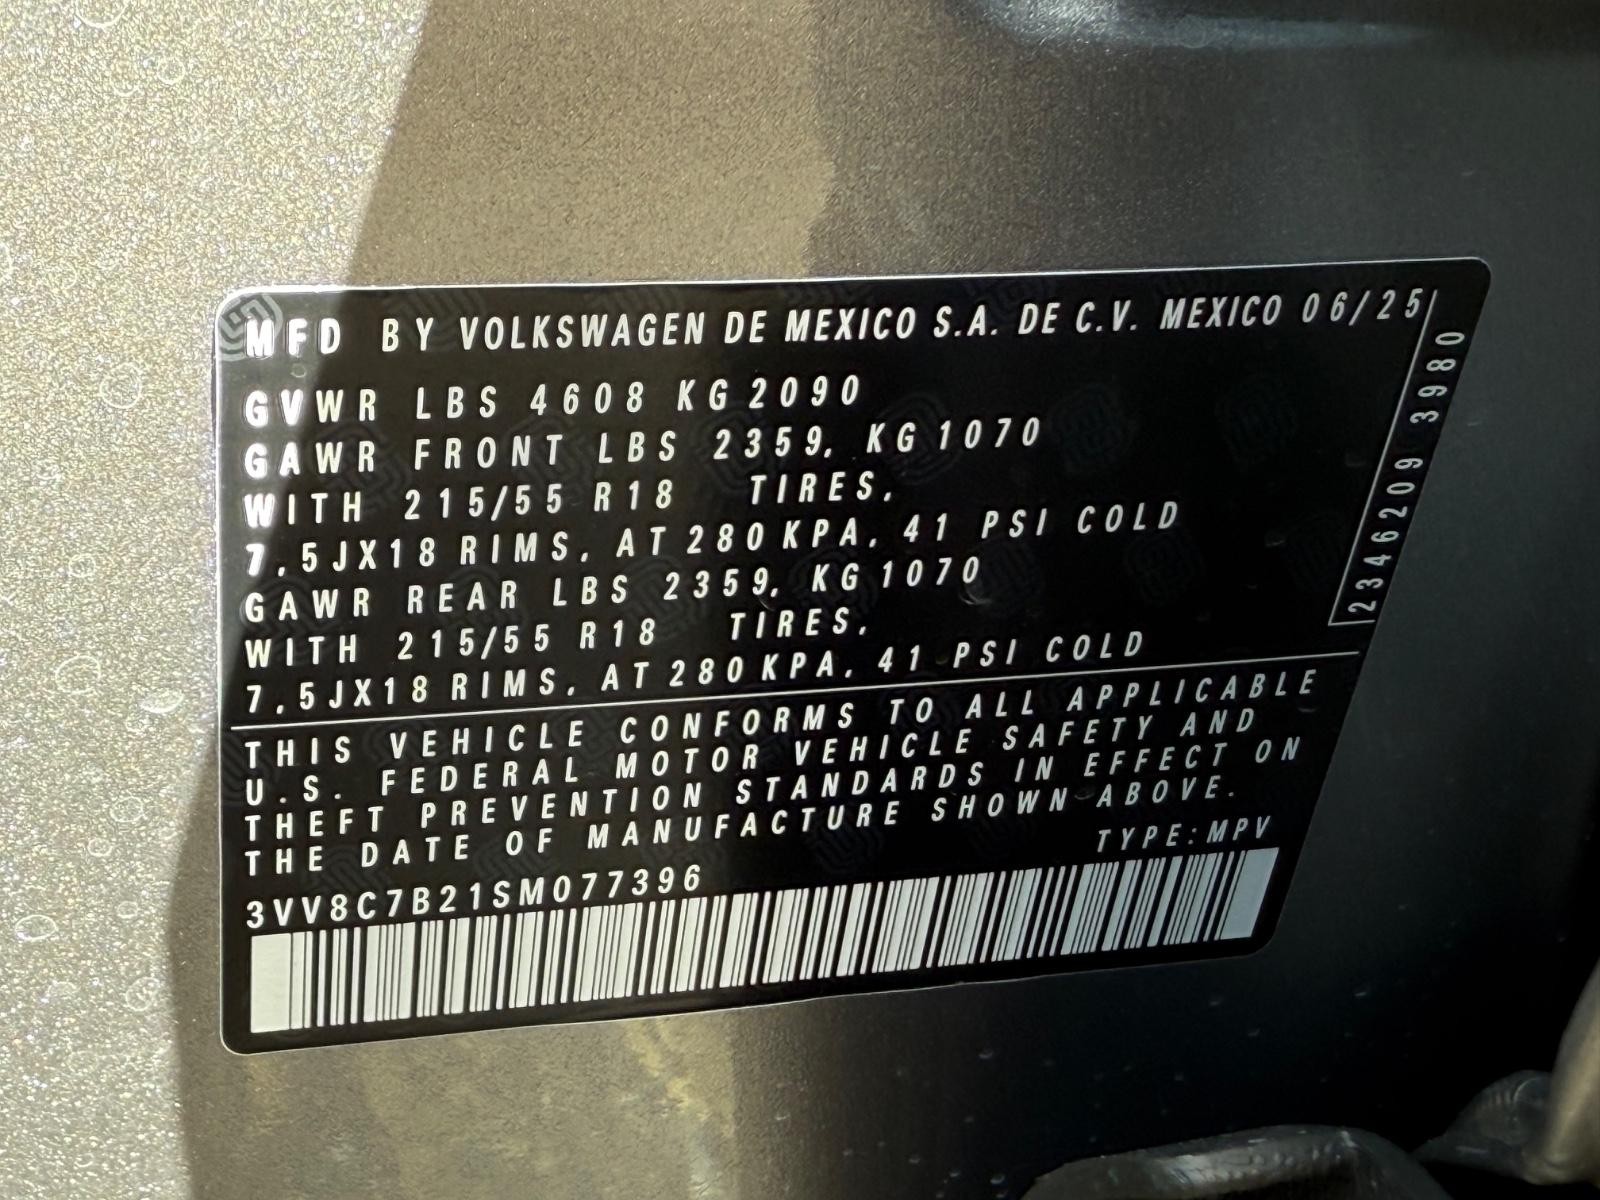 MFD BY VOLKSWAGEN DE MEXICO S.A. DE C.V. MEXICO 06/25
GVWR LBS 4608 KG 2090
GAWR FRONT LBS 2359, KG 1070
WITH 215/55 R18 TIRES,
7,5JX18 RIMS, AT 280 KPA, 41 PSI COLD
GAWR REAR LBS 2359, KG 1070
WITH 215/55 R18 TIRES,
7,5JX18 RIMS, AT 280 KPA, 41 PSI COLD
2346209 3980
THIS VEHICLE CONFORMS TO ALL APPLICABLE
U.S. FEDERAL MOTOR VEHICLE SAFETY AND
THEFT PREVENTION STANDARDS IN EFFECT ON
THE DATE OF MANUFACTURE SHOWN ABOVE.
TYPE: MPV
3VV8C7B21SM077396